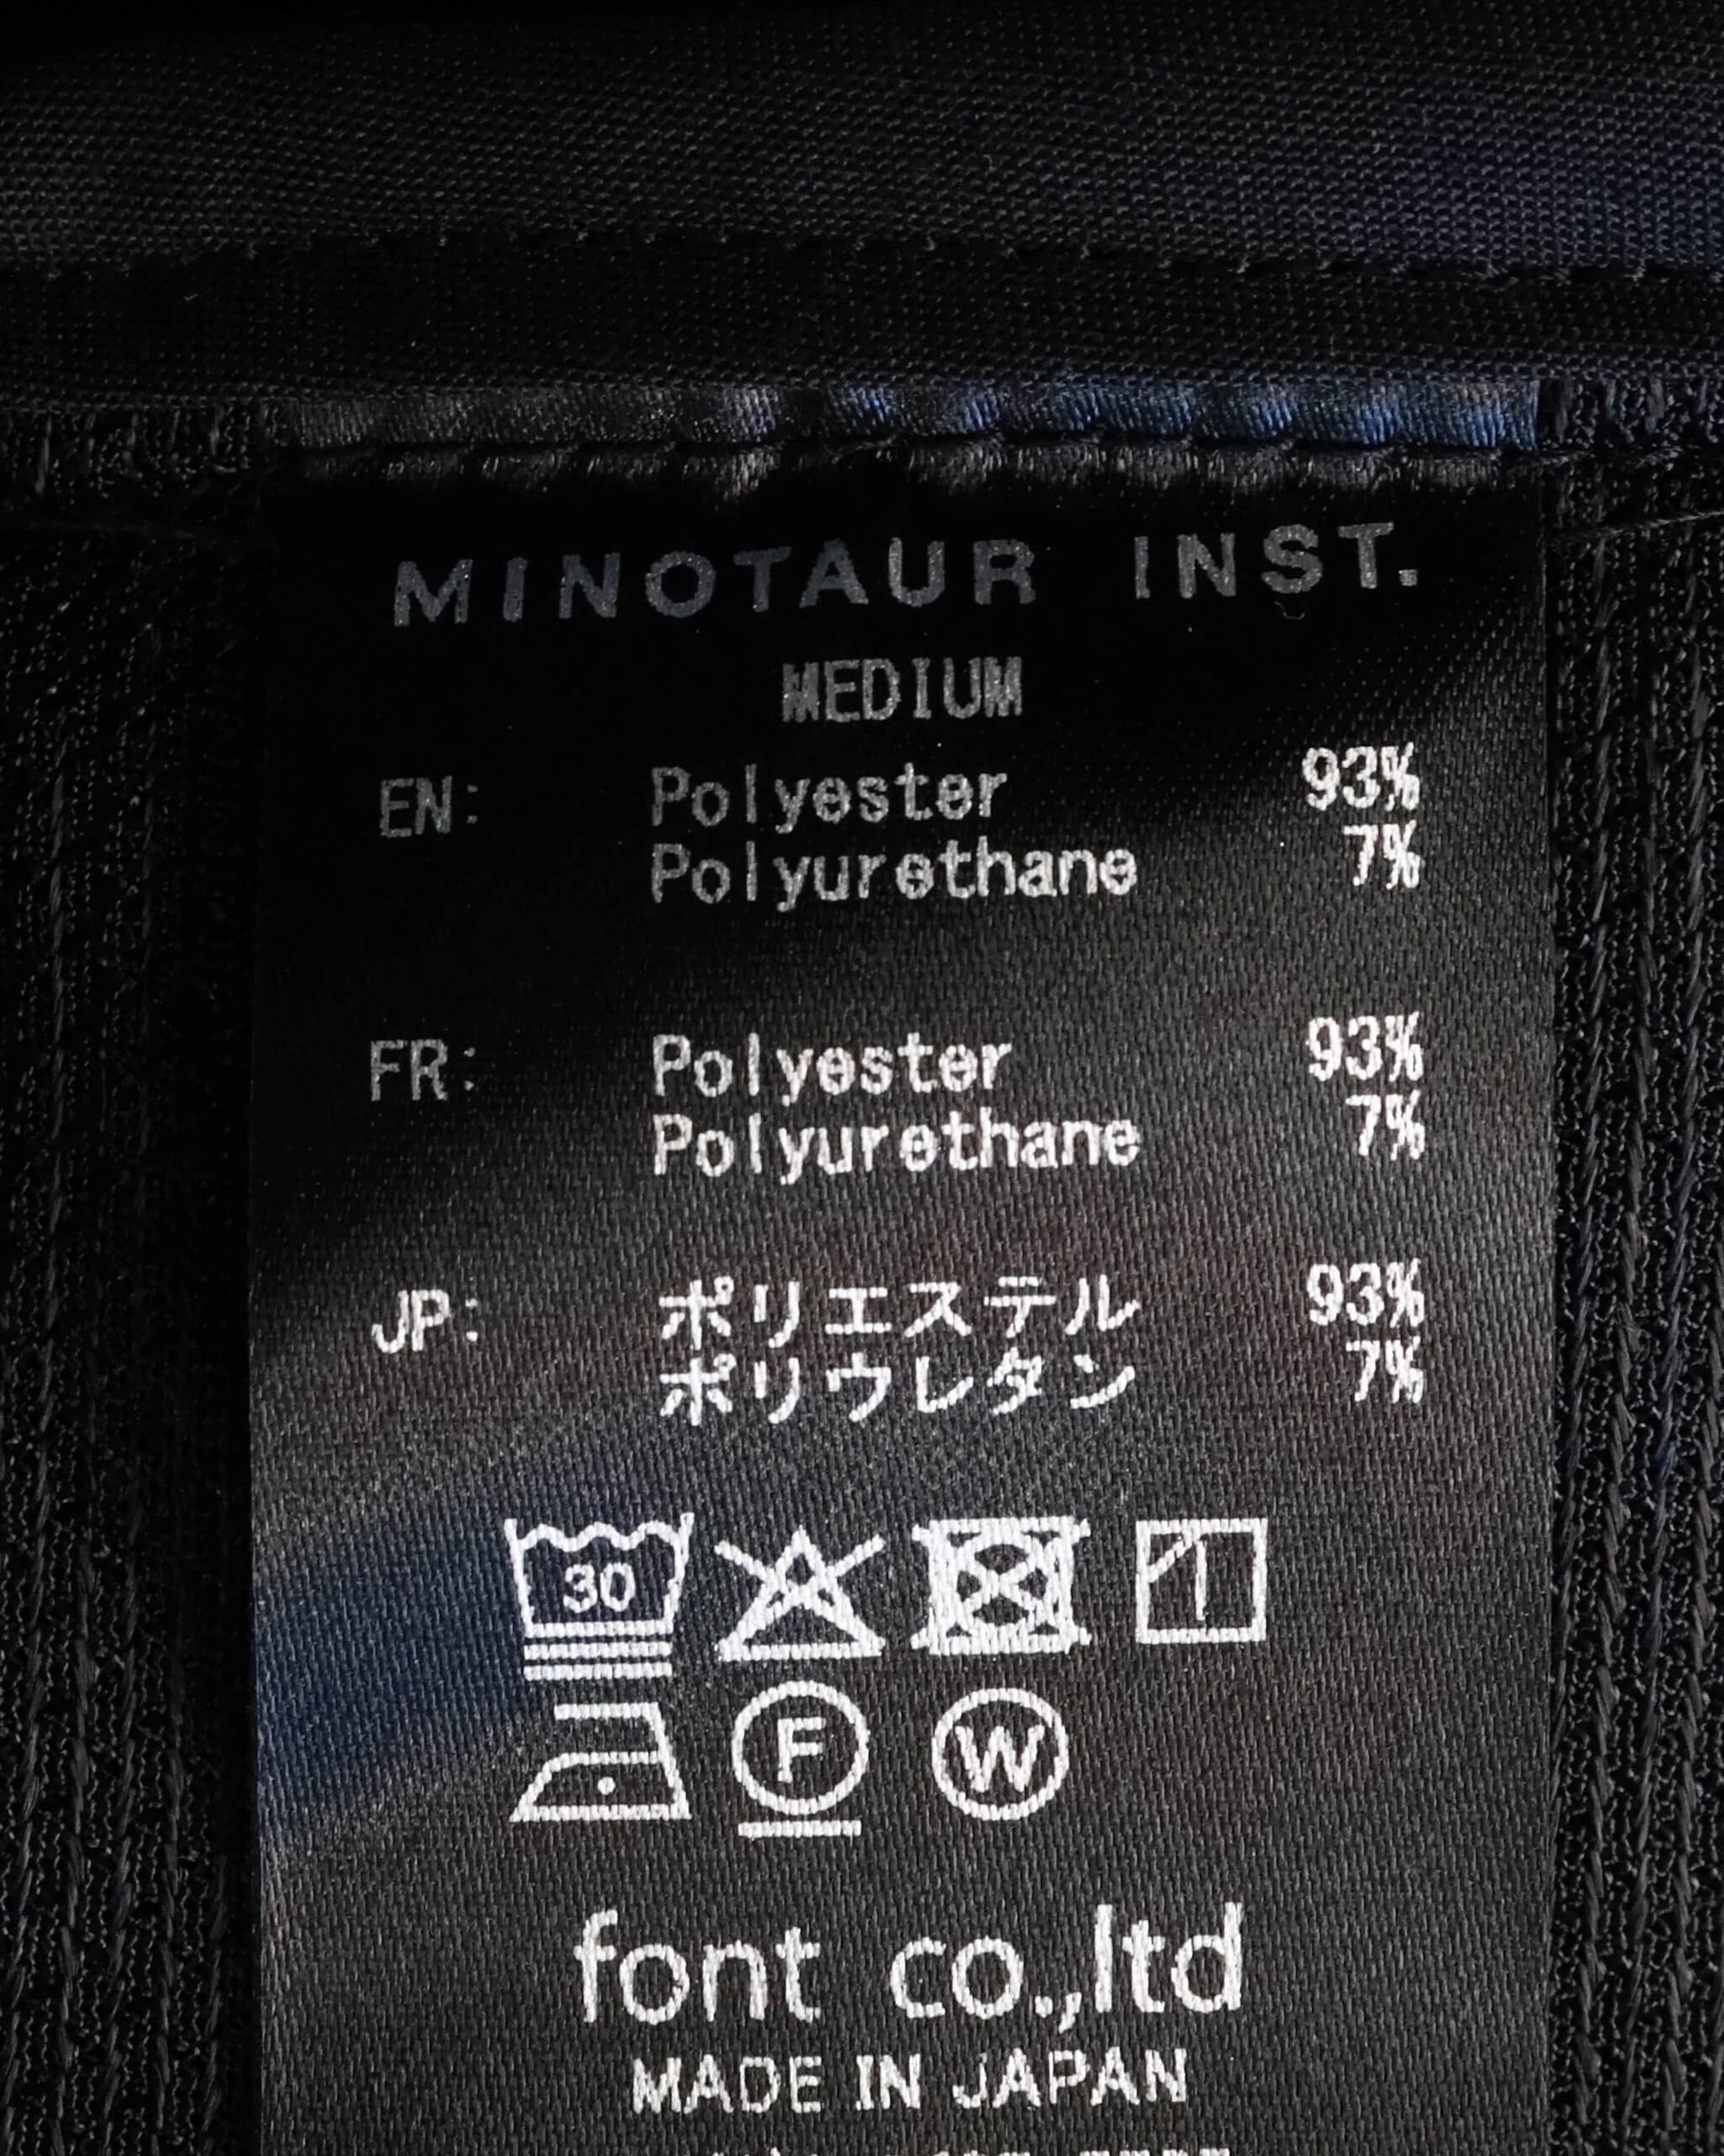 MINOTAUR INST.
MEDIUM
EN: Polyester 93%
Polyurethane 7%
FR: Polyester 93%
Polyurethane 7%
JP: ポリエステル 93%
ポリウレタン 7%
30
F W
font co.,ltd
MADE IN JAPAN